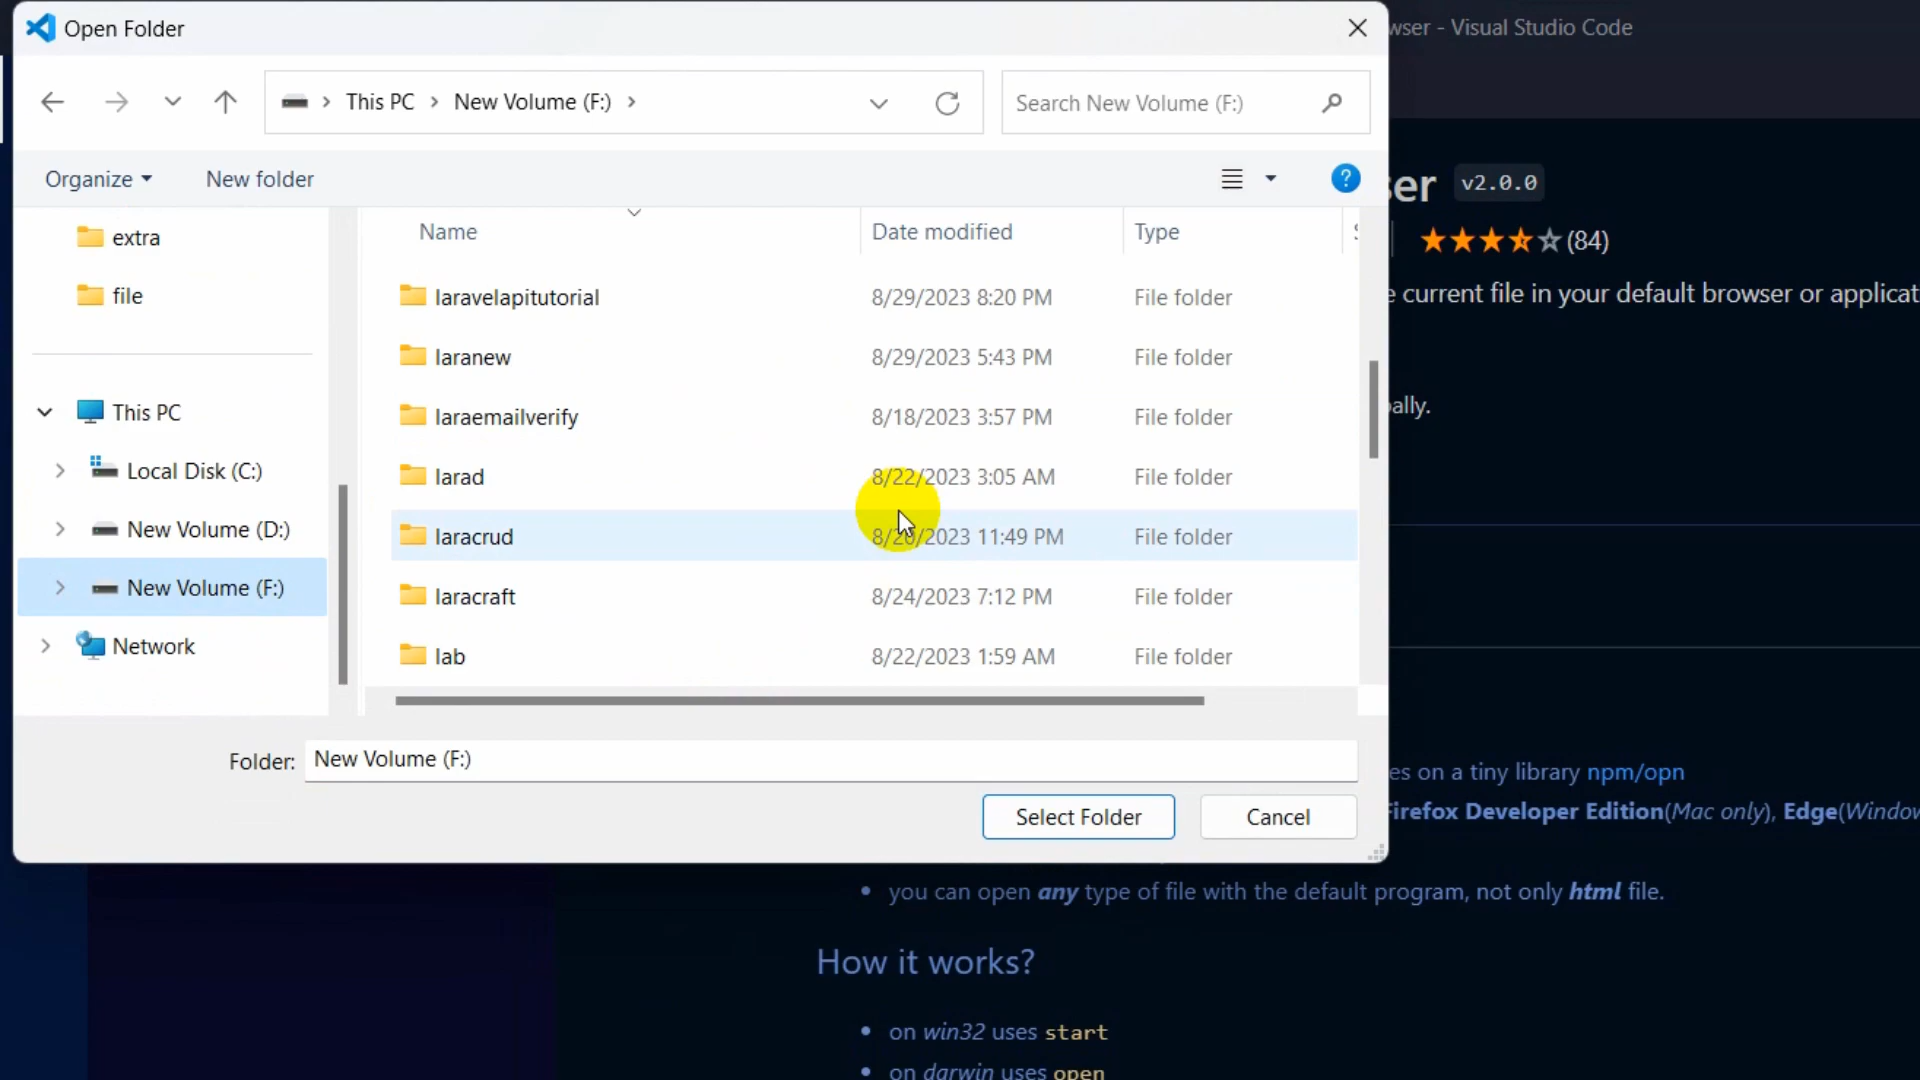 Open Folder
wser - Visual Studio Code
This PC
New Volume (F:)
Search New Volume (F:)
Organize
New folder
?
ser v2.0.0
(84)
current file in your default browser or applicat
ally.
extra
file
This PC
Local Disk (C:)
New Volume (D:)
New Volume (F:)
Network
Name Date modified Type
laravelapitutorial 8/29/2023 8:20 PM File folder
laranew 8/29/2023 5:43 PM File folder
laraemailverify 8/18/2023 3:57 PM File folder
larad 8/22/2023 3:05 AM File folder
laracrud 8/20/2023 11:49 PM File folder
laracraft 8/24/2023 7:12 PM File folder
lab 8/22/2023 1:59 AM File folder
Folder: New Volume (F:)
Select Folder
Cancel
es on a tiny library npm/opn
Firefox Developer Edition(Mac only), Edge(Window
• you can open any type of file with the default program, not only html file.
How it works?
• on win32 uses start
• on darwin uses open